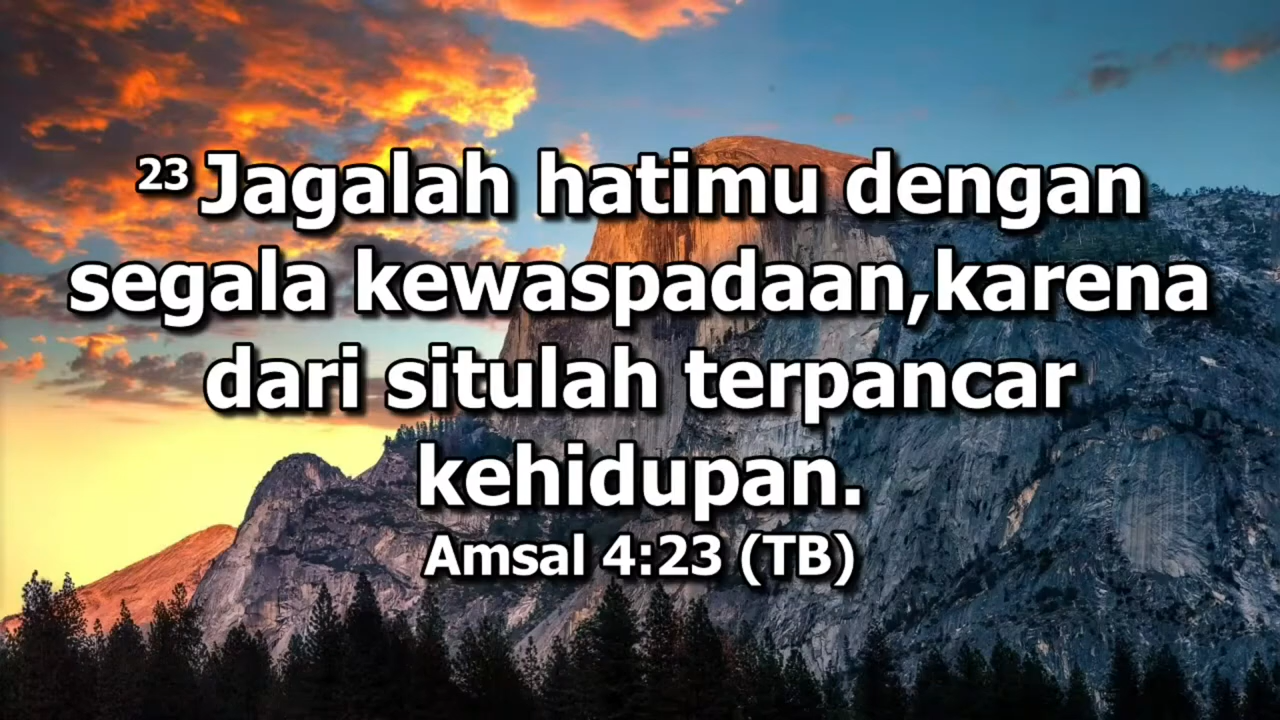 23 Jagalah hatimu dengan
segala kewaspadaan,karena
dari situlah terpancar
kehidupan.
Amsal 4:23 (TB)